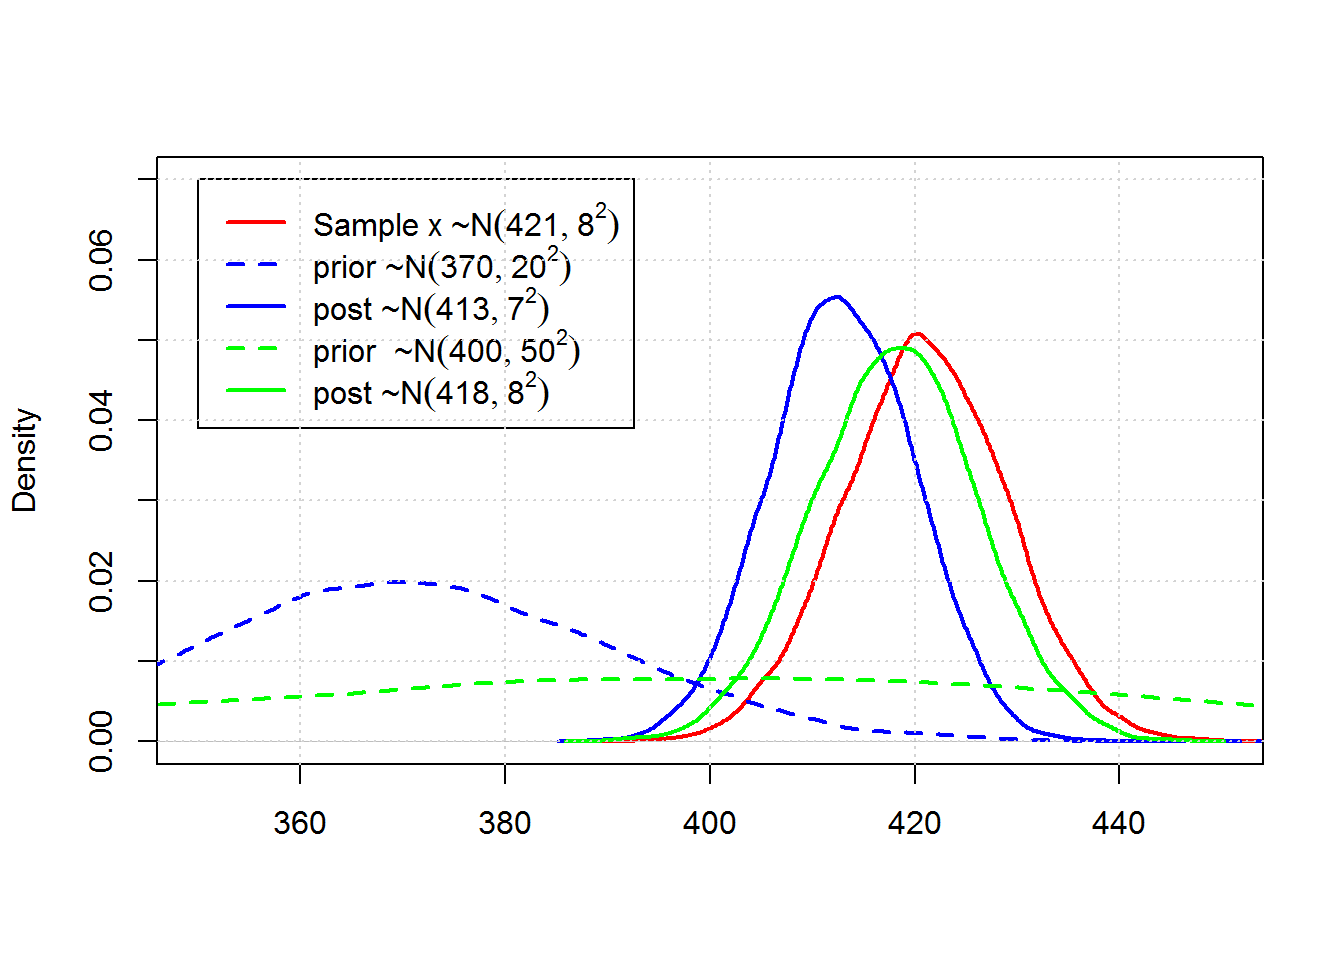 Sample x ~N(421, 8²)
prior ~N(370, 20²)
post ~N(413, 7²)
prior  ~N(400, 50²)
post ~N(418, 8²)
Density
0.06
0.04
0.02
0.00
360 380 400 420 440